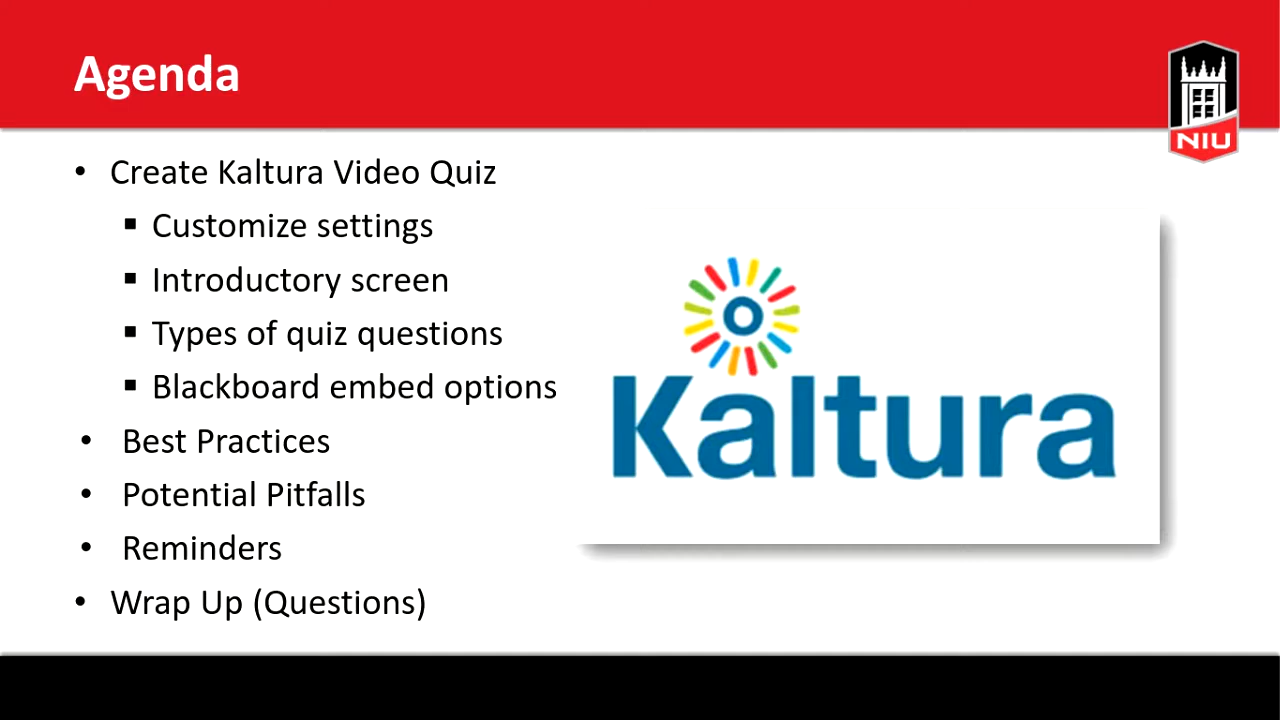 Agenda
NIU
• Create Kaltura Video Quiz
▪ Customize settings
▪ Introductory screen
▪ Types of quiz questions
▪ Blackboard embed options
• Best Practices
• Potential Pitfalls
• Reminders
• Wrap Up (Questions)
Kaltura